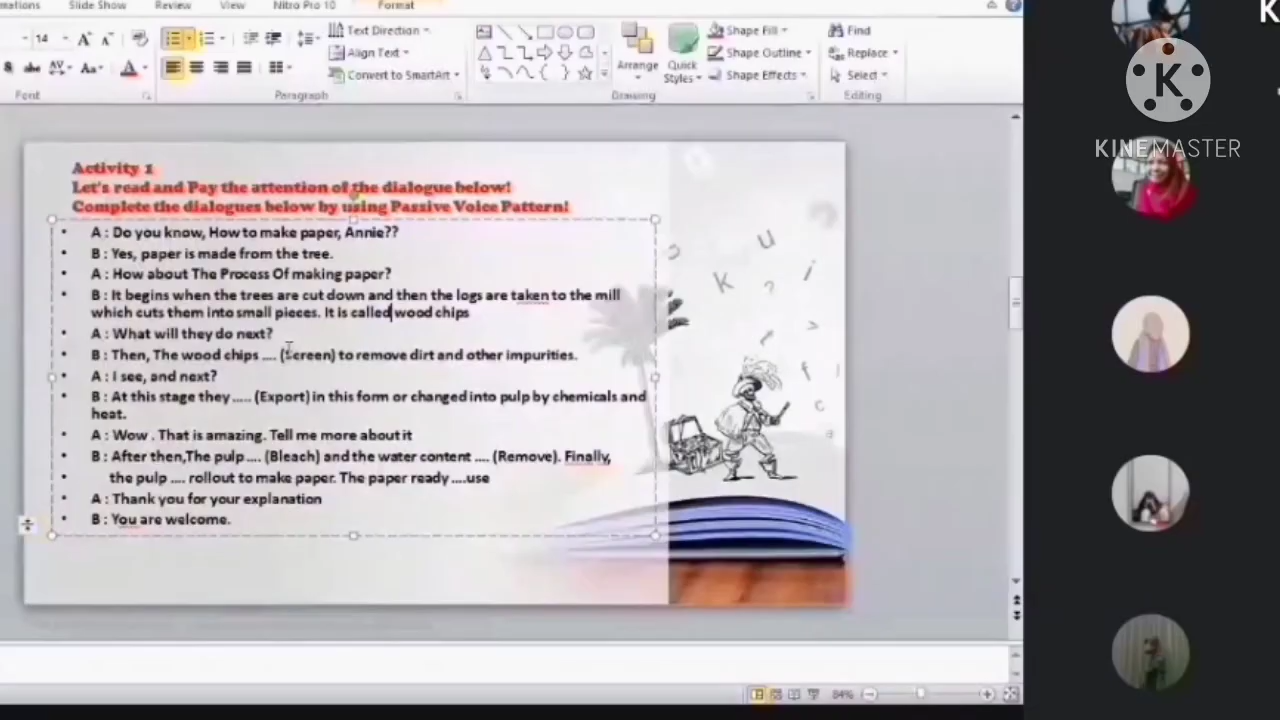 Slide Show Review View Nitro Pro 10 Format
14
Text Direction
Align Text
Convert to SmartArt
Arrange
Quick Styles
Shape Fill
Shape Outline
Shape Effects
Find
Replace
Select
Font Paragraph Drawing Editing
K
K
KINEMASTER
Activity 1
Let's read and Pay the attention of the dialogue below!
Complete the dialogues below by using Passive Voice Pattern!
• A : Do you know, How to make paper, Annie??
• B : Yes, paper is made from the tree.
• A : How about The Process Of making paper?
• B : It begins when the trees are cut down and then the logs are taken to the mill
which cuts them into small pieces. It is called wood chips
• A : What will they do next?
• B : Then, The wood chips .... (Screen) to remove dirt and other impurities.
• A : I see, and next?
• B : At this stage they ..... (Export) in this form or changed into pulp by chemicals and
heat.
• A : Wow . That is amazing. Tell me more about it
• B : After then,The pulp .... (Bleach) and the water content .... (Remove). Finally,
• the pulp .... rollout to make paper. The paper ready ....use
• A : Thank you for your explanation
• B : You are welcome.
84%